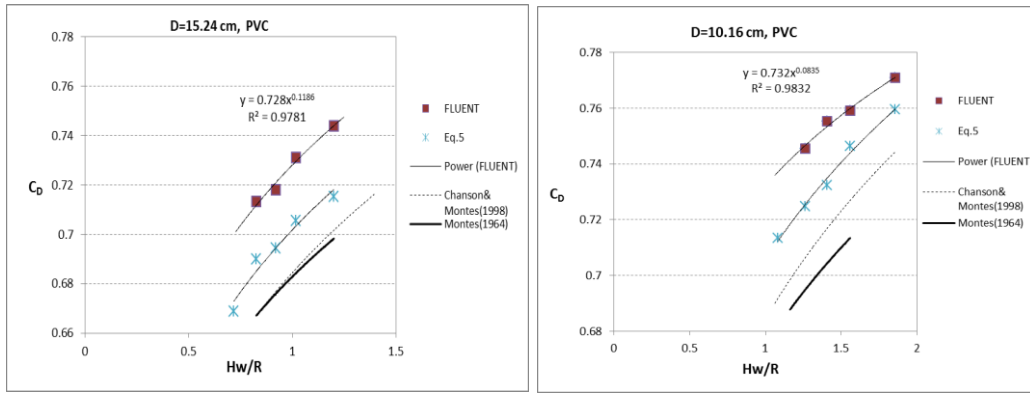 D=15.24 cm, PVC
0.78
0.76
0.74
0.72
0.7
0.68
0.66
C_D
y = 0.728x^0.1186
R² = 0.9781
0
0.5
1
1.5
Hw/R
FLUENT
Eq.5
Power (FLUENT)
Chanson&
Montes(1998)
Montes(1964)
D=10.16 cm, PVC
0.78
0.76
0.74
0.72
0.7
0.68
C_D
y = 0.732x^0.0835
R² = 0.9832
0
0.5
1
1.5
2
Hw/R
FLUENT
Eq.5
Power (FLUENT)
Chanson&
Montes(1998)
Montes(1964)